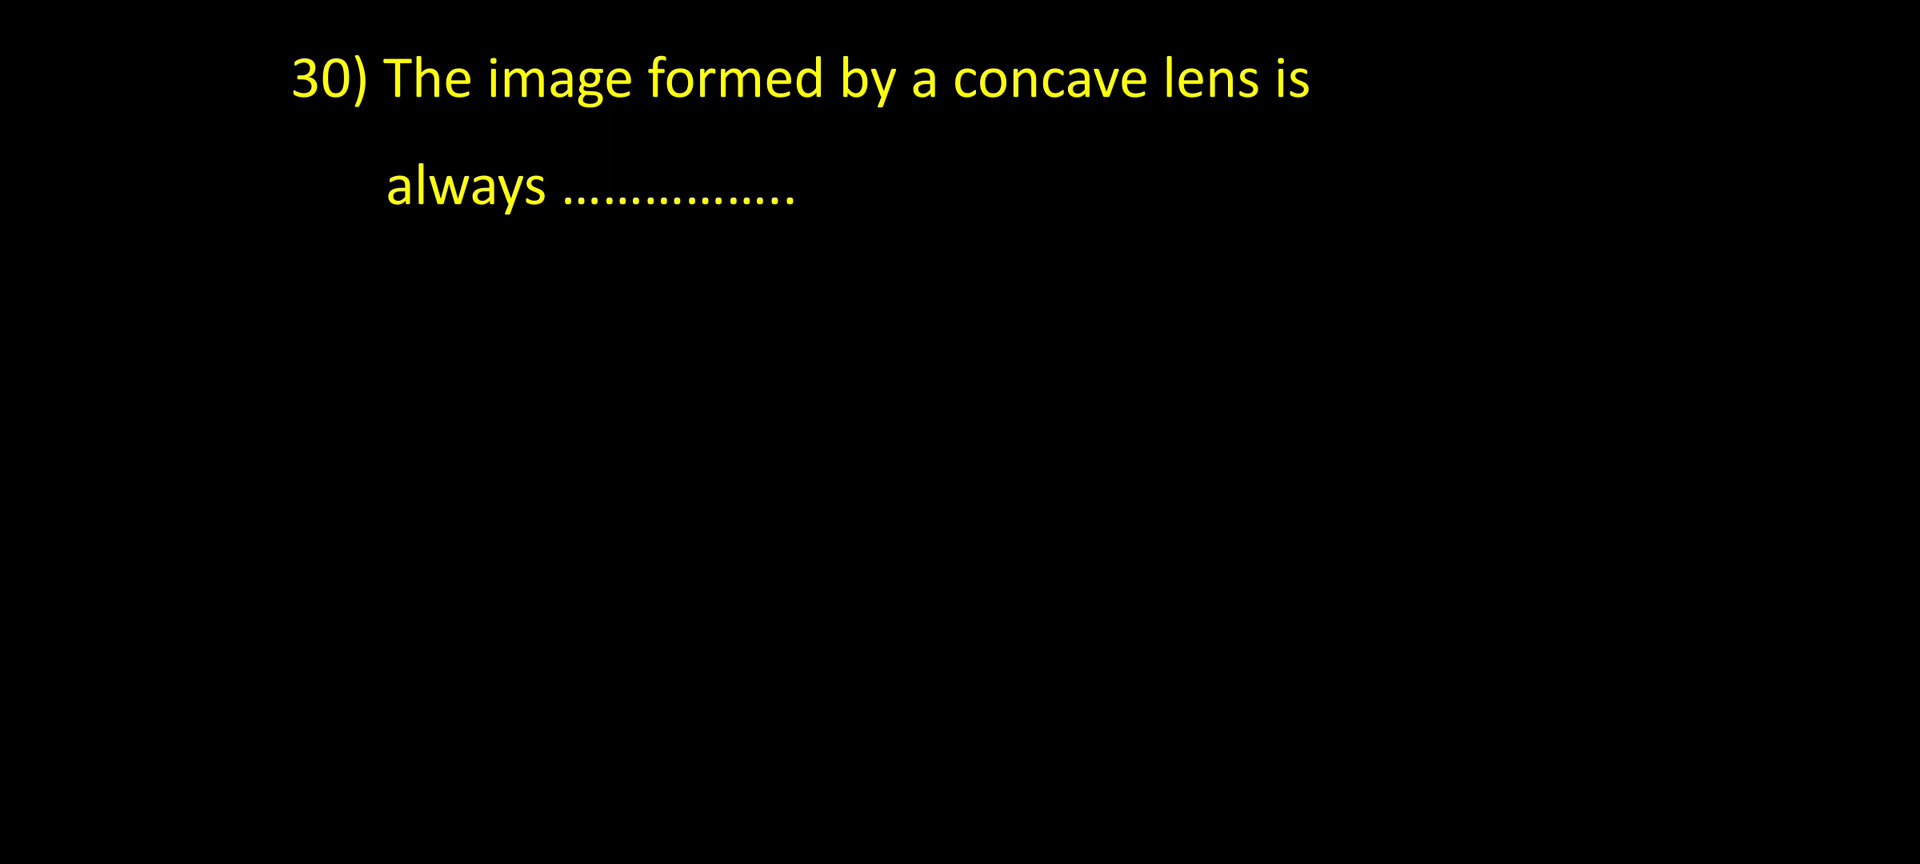 30) The image formed by a concave lens is
always ……………..